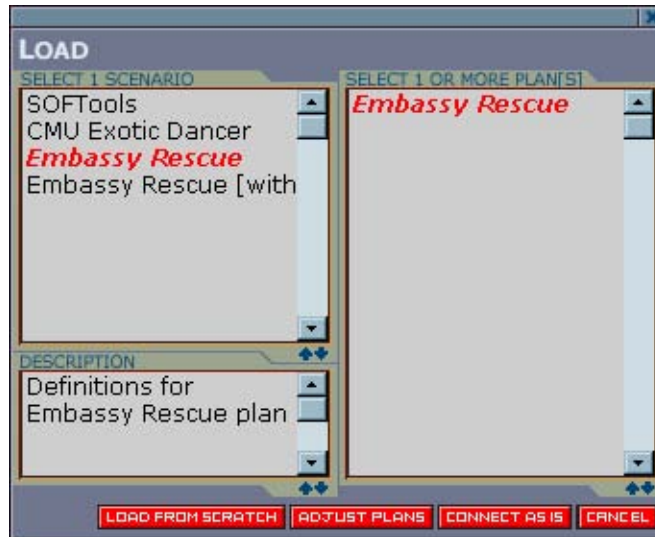 LOAD
SELECT 1 SCENARIO
SOFTools
CMU Exotic Dancer
Embassy Rescue
Embassy Rescue [with
DESCRIPTION
Definitions for
Embassy Rescue plan
SELECT 1 OR MORE PLAN[S]
Embassy Rescue
LOAD FROM SCRATCH
ADJUST PLANS
CONNECT AS IS
CANCEL